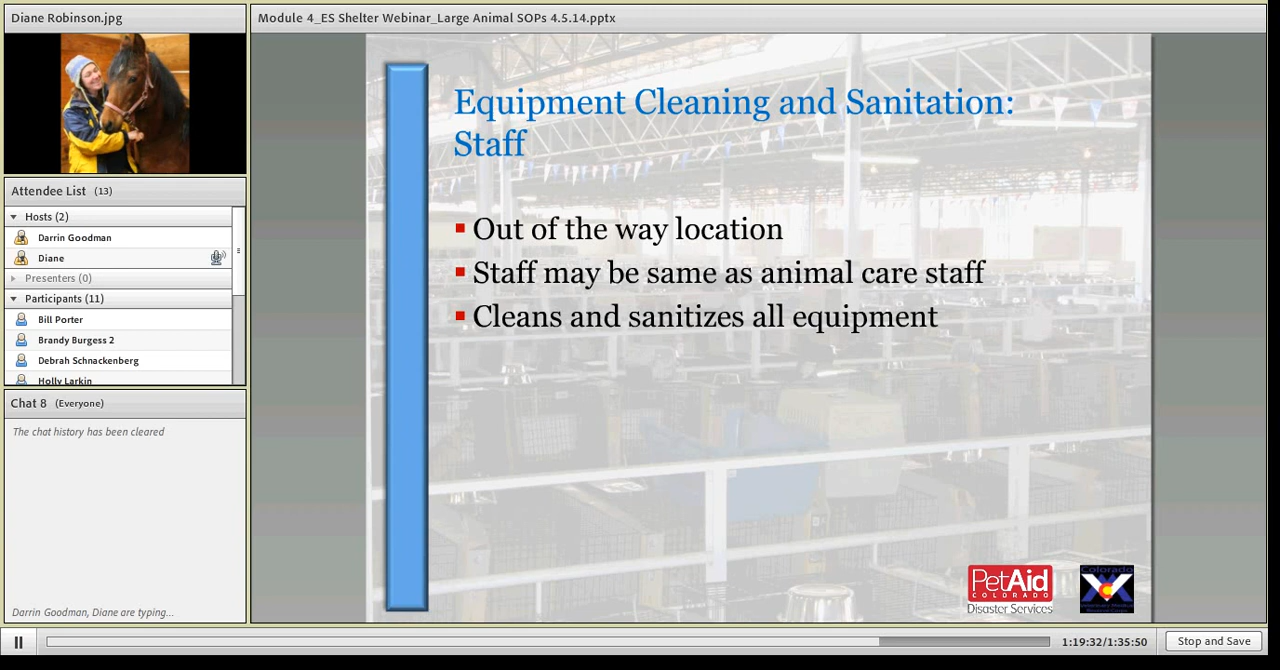 Diane Robinson.jpg
Attendee List (13)
Hosts (2)
Darrin Goodman
Diane
Presenters (0)
Participants (11)
Bill Porter
Brandy Burgess 2
Debrah Schnackenberg
Holly Larkin
Chat 8 (Everyone)
The chat history has been cleared
Darrin Goodman, Diane are typing...
Module 4_ES Shelter Webinar_Large Animal SOPs 4.5.14.pptx
Equipment Cleaning and Sanitation:
Staff
Out of the way location
Staff may be same as animal care staff
Cleans and sanitizes all equipment
PetAid
COLORADO
Disaster Services
Colorado
1:19:32/1:35:50
Stop and Save